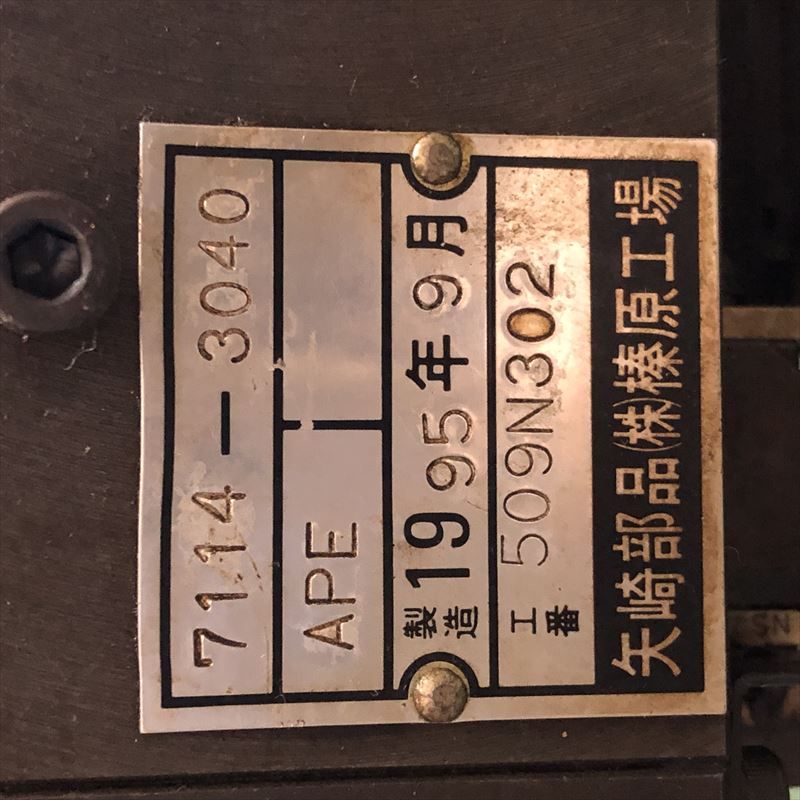 7114-3040
APE
製造 1995年9月
工番 509N302
矢崎部品(株)榛原工場
SN